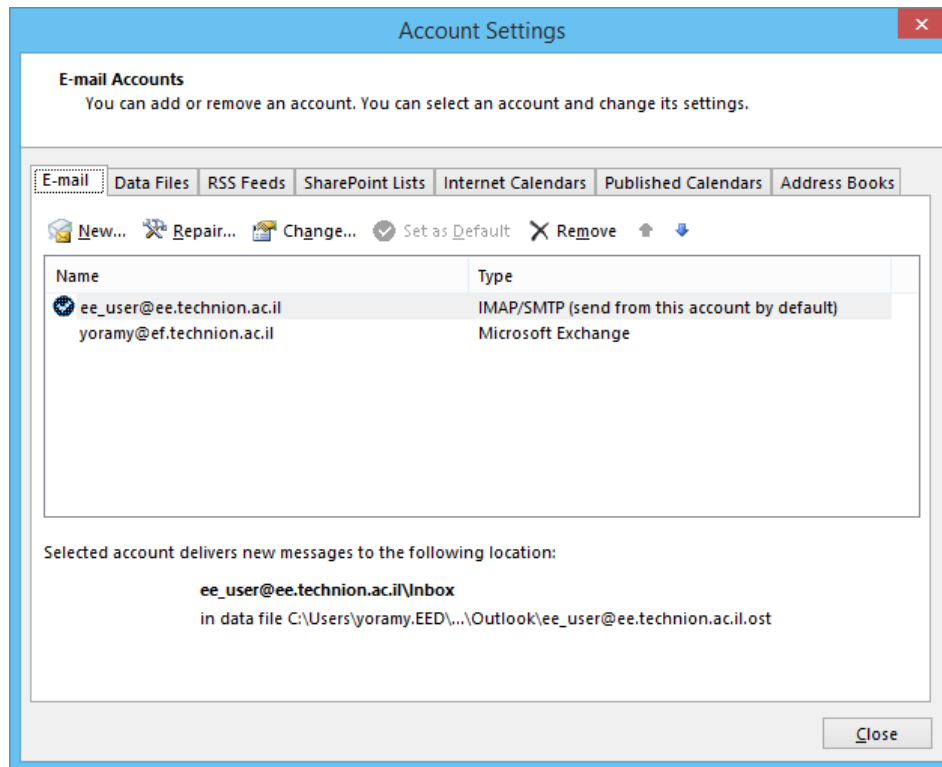 Account Settings
E-mail Accounts
You can add or remove an account. You can select an account and change its settings.
E-mail Data Files RSS Feeds SharePoint Lists Internet Calendars Published Calendars Address Books
New... Repair... Change... Set as Default Remove
Name Type
ee_user@ee.technion.ac.il IMAP/SMTP (send from this account by default)
yoramy@ef.technion.ac.il Microsoft Exchange
Selected account delivers new messages to the following location:
ee_user@ee.technion.ac.il\Inbox
in data file C:\Users\yoramy.EED\...\Outlook\ee_user@ee.technion.ac.il.ost
Close